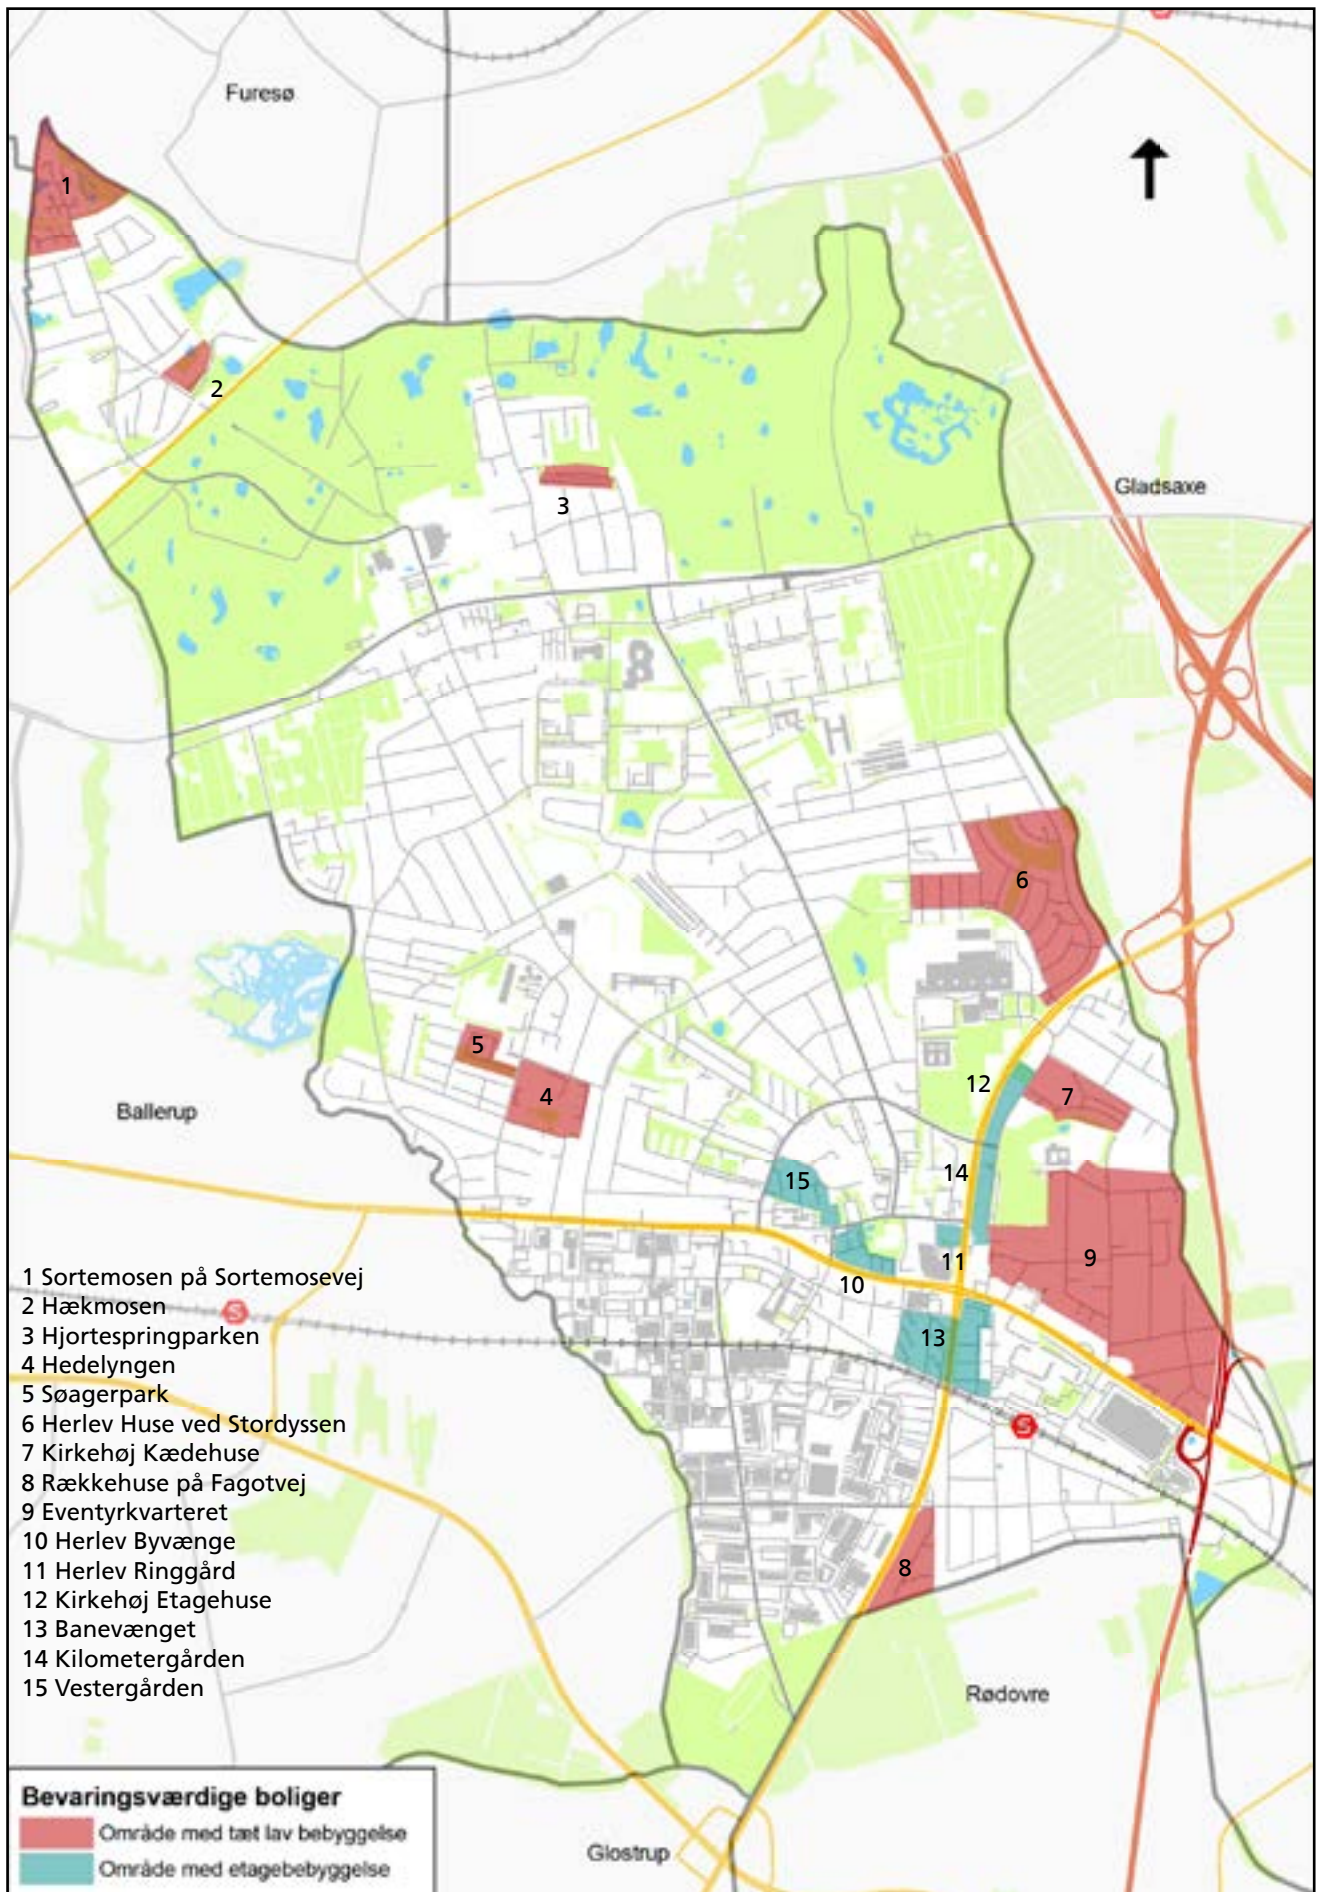 Furesø
1
2
3
Gladsaxe
6
5
4
12
7
Ballerup
15
14
9
11
10
13
8
S
S
1 Sortemosen på Sortemosevej
2 Hækmosen
3 Hjortespringparken
4 Hedelyngen
5 Søagerpark
6 Herlev Huse ved Stordyssen
7 Kirkehøj Kædehuse
8 Rækkehuse på Fagotvej
9 Eventyrkvarteret
10 Herlev Byvænge
11 Herlev Ringgård
12 Kirkehøj Etagehuse
13 Banevænget
14 Kilometergården
15 Vestergården
Rødovre
Glostrup
Bevaringsværdige boliger
Område med tæt lav bebyggelse
Område med etagebebyggelse